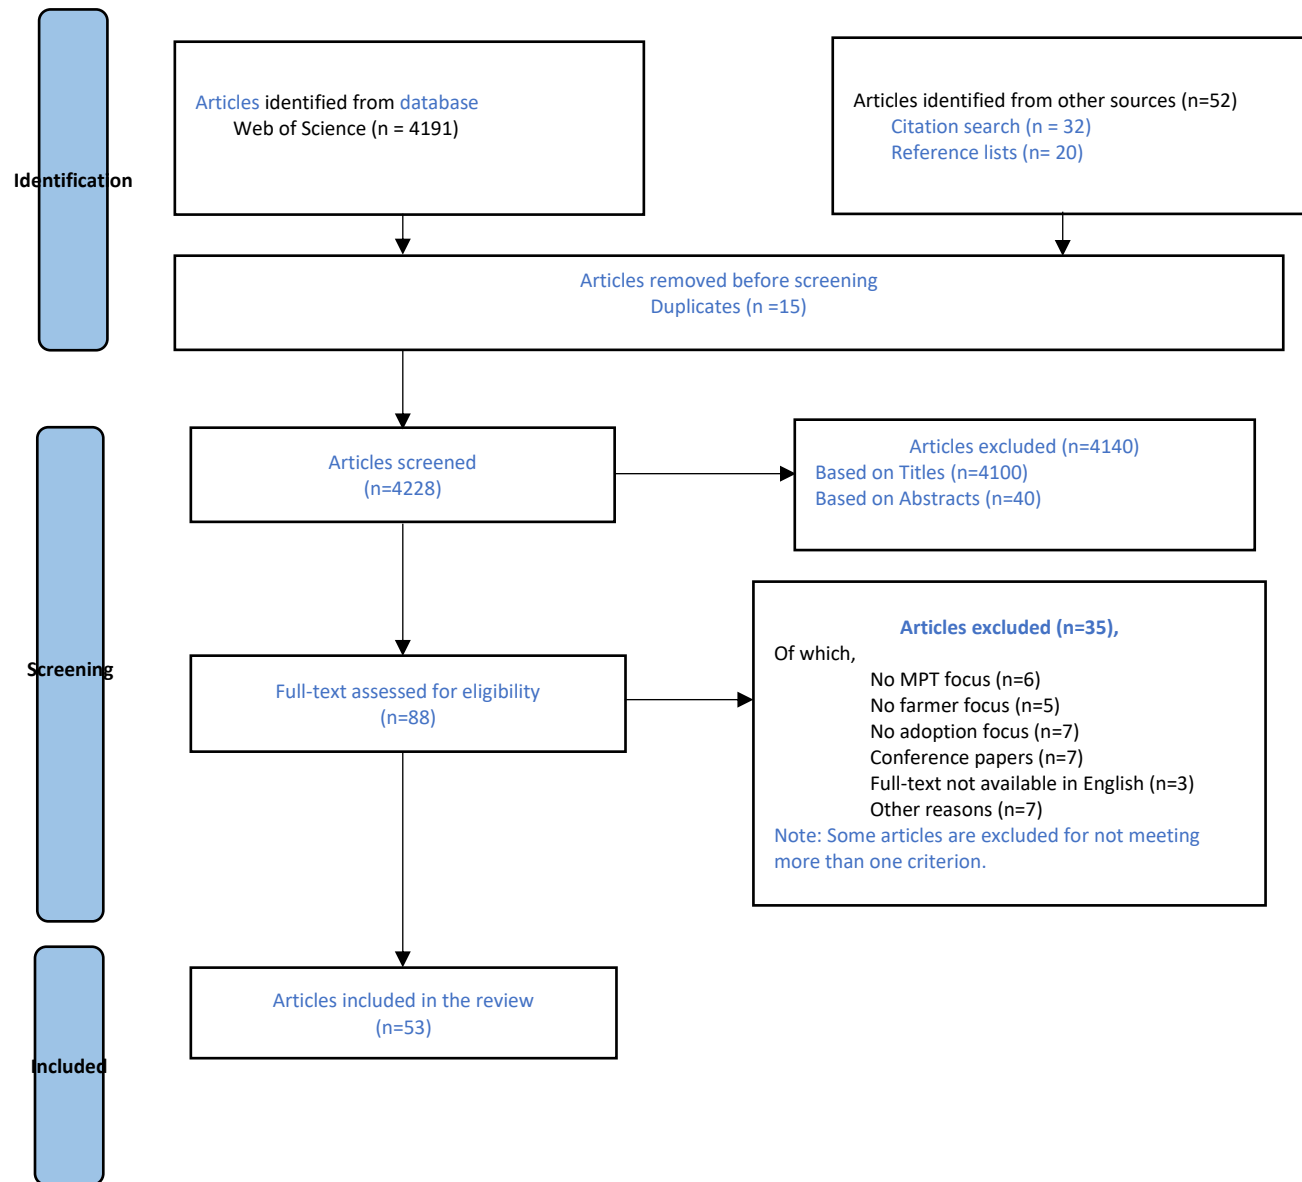 Identification
Articles identified from database
Web of Science (n = 4191)
Articles identified from other sources (n=52)
Citation search (n = 32)
Reference lists (n= 20)
Articles removed before screening
Duplicates (n =15)
Screening
Articles screened
(n=4228)
Articles excluded (n=4140)
Based on Titles (n=4100)
Based on Abstracts (n=40)
Full-text assessed for eligibility
(n=88)
Articles excluded (n=35),
Of which,
No MPT focus (n=6)
No farmer focus (n=5)
No adoption focus (n=7)
Conference papers (n=7)
Full-text not available in English (n=3)
Other reasons (n=7)
Note: Some articles are excluded for not meeting
more than one criterion.
Included
Articles included in the review
(n=53)